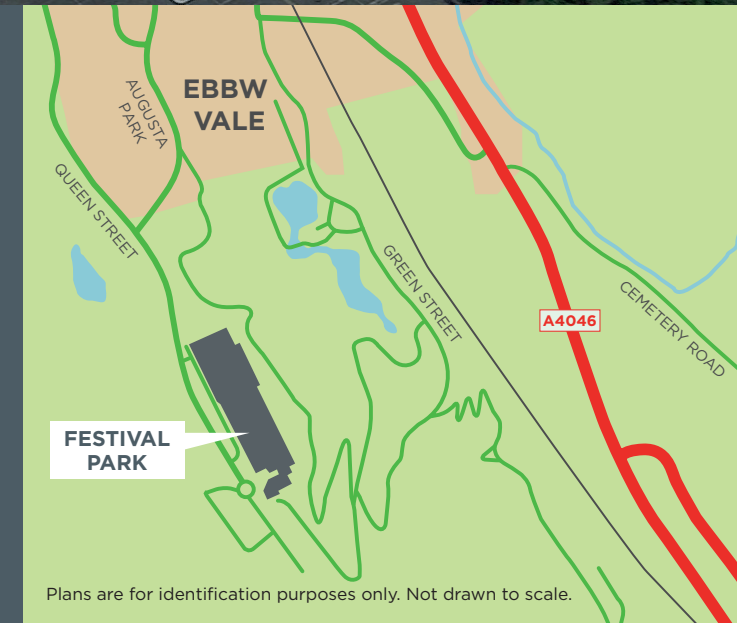 EBBW
VALE
AUGUSTA
PARK
QUEEN STREET
GREEN STREET
A4046
CEMETERY ROAD
FESTIVAL
PARK
Plans are for identification purposes only. Not drawn to scale.